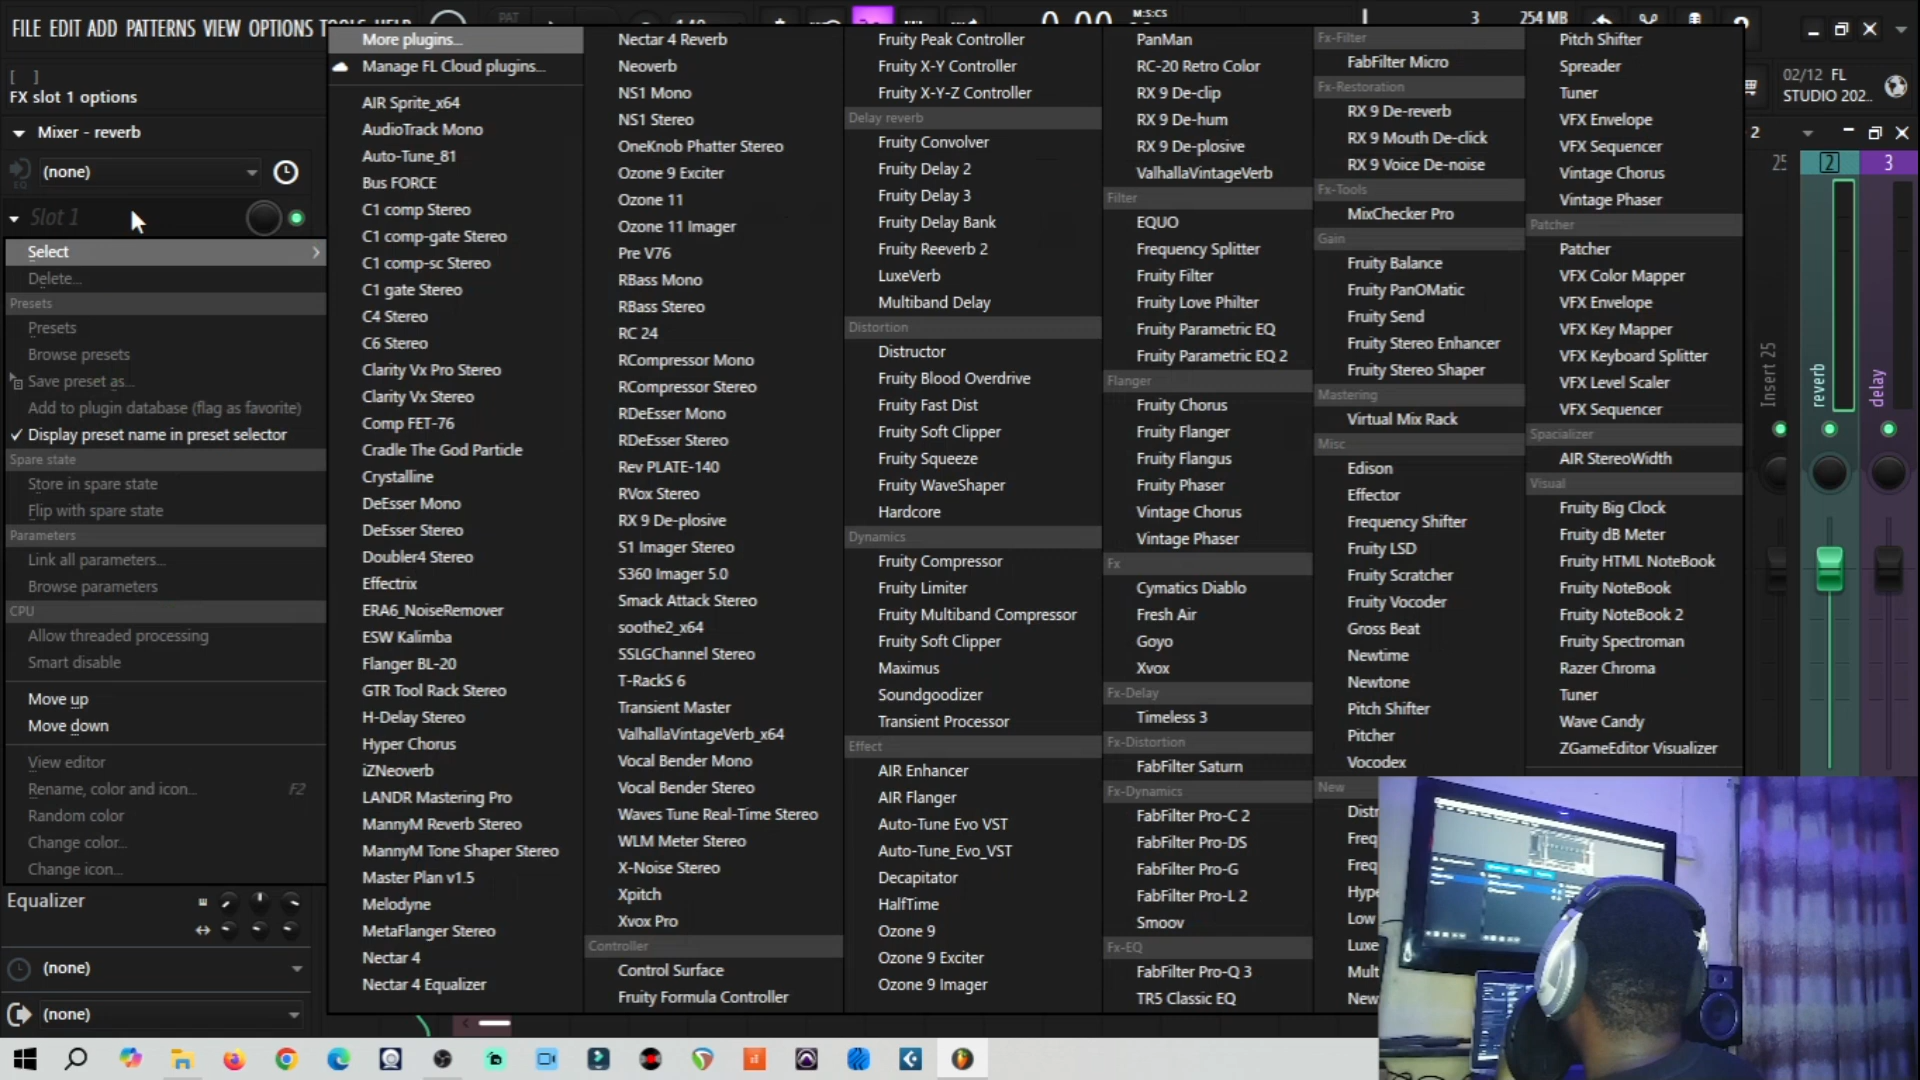 FILE EDIT ADD PATTERNS VIEW OPTIONS TOOLS HELP
PAT
140
0:00
M:S:CS
3
254 MB
[ ]
FX slot 1 options
02/12 FL
STUDIO 202..
Mixer - reverb
(none)
Slot 1
Select
Delete...
Presets
Presets
Browse presets
Save preset as...
Add to plugin database (flag as favorite)
Display preset name in preset selector
Spare state
Store in spare state
Flip with spare state
Parameters
Link all parameters...
Browse parameters
CPU
Allow threaded processing
Smart disable
Move up
Move down
View editor
Rename, color and icon... F2
Random color
Change color...
Change icon...
Equalizer
(none)
(none)
More plugins...
Manage FL Cloud plugins...
AIR Sprite_x64
AudioTrack Mono
Auto-Tune_81
Bus FORCE
C1 comp Stereo
C1 comp-gate Stereo
C1 comp-sc Stereo
C1 gate Stereo
C4 Stereo
C6 Stereo
Clarity Vx Pro Stereo
Clarity Vx Stereo
Comp FET-76
Cradle The God Particle
Crystalline
DeEsser Mono
DeEsser Stereo
Doubler4 Stereo
Effectrix
ERA6_NoiseRemover
ESW Kalimba
Flanger BL-20
GTR Tool Rack Stereo
H-Delay Stereo
Hyper Chorus
iZNeoverb
LANDR Mastering Pro
MannyM Reverb Stereo
MannyM Tone Shaper Stereo
Master Plan v1.5
Melodyne
MetaFlanger Stereo
Nectar 4
Nectar 4 Equalizer
Nectar 4 Reverb
Neoverb
NS1 Mono
NS1 Stereo
OneKnob Phatter Stereo
Ozone 9 Exciter
Ozone 11
Ozone 11 Imager
Pre V76
RBass Mono
RBass Stereo
RC 24
RCompressor Mono
RCompressor Stereo
RDeEsser Mono
RDeEsser Stereo
Rev PLATE-140
RVox Stereo
RX 9 De-plosive
S1 Imager Stereo
S360 Imager 5.0
Smack Attack Stereo
soothe2_x64
SSLGChannel Stereo
T-RackS 6
Transient Master
ValhallaVintageVerb_x64
Vocal Bender Mono
Vocal Bender Stereo
Waves Tune Real-Time Stereo
WLM Meter Stereo
X-Noise Stereo
Xpitch
Xvox Pro
Controller
Control Surface
Fruity Formula Controller
Fruity Peak Controller
Fruity X-Y Controller
Fruity X-Y-Z Controller
Delay reverb
Fruity Convolver
Fruity Delay 2
Fruity Delay 3
Fruity Delay Bank
Fruity Reeverb 2
LuxeVerb
Multiband Delay
Distortion
Distructor
Fruity Blood Overdrive
Fruity Fast Dist
Fruity Soft Clipper
Fruity Squeeze
Fruity WaveShaper
Hardcore
Dynamics
Fruity Compressor
Fruity Limiter
Fruity Multiband Compressor
Fruity Soft Clipper
Maximus
Soundgoodizer
Transient Processor
Effect
AIR Enhancer
AIR Flanger
Auto-Tune Evo VST
Auto-Tune_Evo_VST
Decapitator
HalfTime
Ozone 9
Ozone 9 Exciter
Ozone 9 Imager
PanMan
RC-20 Retro Color
RX 9 De-clip
RX 9 De-hum
RX 9 De-plosive
ValhallaVintageVerb
Filter
EQUO
Frequency Splitter
Fruity Filter
Fruity Love Philter
Fruity Parametric EQ
Fruity Parametric EQ 2
Flanger
Fruity Chorus
Fruity Flanger
Fruity Flangus
Fruity Phaser
Vintage Chorus
Vintage Phaser
Fx
Cymatics Diablo
Fresh Air
Goyo
Xvox
Fx-Delay
Timeless 3
Fx-Distortion
FabFilter Saturn
Fx-Dynamics
FabFilter Pro-C 2
FabFilter Pro-DS
FabFilter Pro-G
FabFilter Pro-L 2
Smoov
Fx-EQ
FabFilter Pro-Q 3
TR5 Classic EQ
Fx-Filter
FabFilter Micro
Fx-Restoration
RX 9 De-reverb
RX 9 Mouth De-click
RX 9 Voice De-noise
Fx-Tools
MixChecker Pro
Gain
Fruity Balance
Fruity PanOMatic
Fruity Send
Fruity Stereo Enhancer
Fruity Stereo Shaper
Mastering
Virtual Mix Rack
Misc
Edison
Effector
Frequency Shifter
Fruity LSD
Fruity Scratcher
Fruity Vocoder
Gross Beat
Newtime
Newtone
Pitch Shifter
Pitcher
Vocodex
New
Distr
Freq
Freq
Hype
Low
Luxe
Mult
New
Pitch Shifter
Spreader
Tuner
VFX Envelope
VFX Sequencer
Vintage Chorus
Vintage Phaser
Patcher
Patcher
VFX Color Mapper
VFX Envelope
VFX Key Mapper
VFX Keyboard Splitter
VFX Level Scaler
VFX Sequencer
Spacializer
AIR StereoWidth
Visual
Fruity Big Clock
Fruity dB Meter
Fruity HTML NoteBook
Fruity NoteBook
Fruity NoteBook 2
Fruity Spectroman
Razer Chroma
Tuner
Wave Candy
ZGameEditor Visualizer
2
25
2
3
Insert 25
reverb
delay